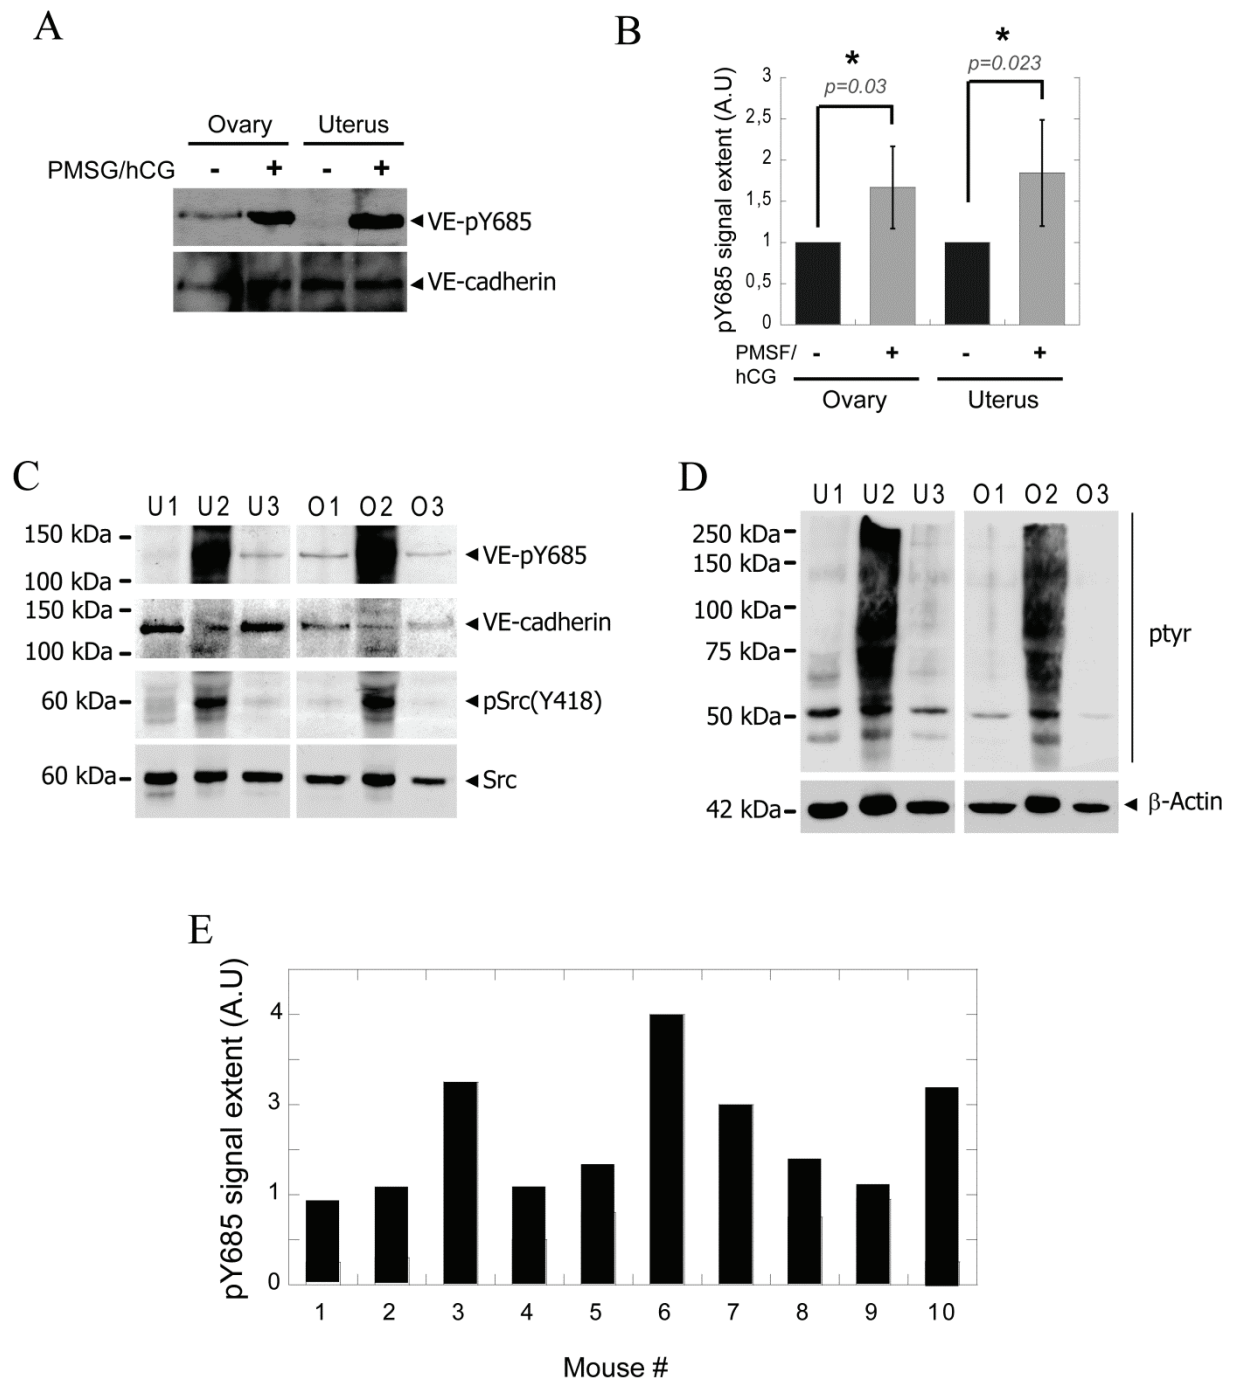 A
Ovary Uterus
PMSG/hCG - + - +
VE-pY685
VE-cadherin
B
pY685 signal extent (A.U)
3
2,5
2
1,5
1
0,5
0
*
p=0.03
*
p=0.023
PMSF/
hCG
- + - +
Ovary Uterus
C
U1 U2 U3 O1 O2 O3
150 kDa
100 kDa
VE-pY685
150 kDa
100 kDa
VE-cadherin
60 kDa
pSrc(Y418)
60 kDa
Src
D
U1 U2 U3 O1 O2 O3
250 kDa
150 kDa
100 kDa
75 kDa
50 kDa
ptyr
42 kDa
β-Actin
E
pY685 signal extent (A.U)
4
3
1
0
1 2 3 4 5 6 7 8 9 10
Mouse #